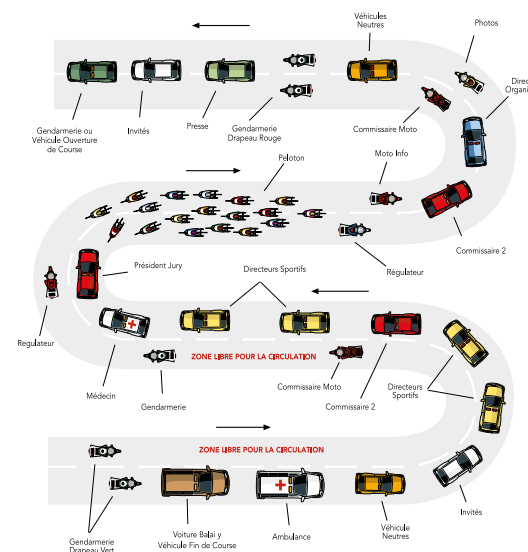 Véhicules
Neutres
Photos
Gendarmerie ou
Véhicule Ouverture
de Course
Invités
Presse
Gendarmerie
Drapeau Rouge
Commissaire Moto
Direc
Organi
Peloton
Moto Info
Commissaire 2
Régulateur
Président Jury
Directeurs Sportifs
Regulateur
Médecin
ZONE LIBRE POUR LA CIRCULATION
Gendarmerie
Commissaire Moto
Commissaire 2
Directeurs
Sportifs
ZONE LIBRE POUR LA CIRCULATION
Invités
Gendarmerie
Drapeau Vert
Voiture Balai y
Véhicule Fin de Course
Ambulance
Véhicule
Neutres